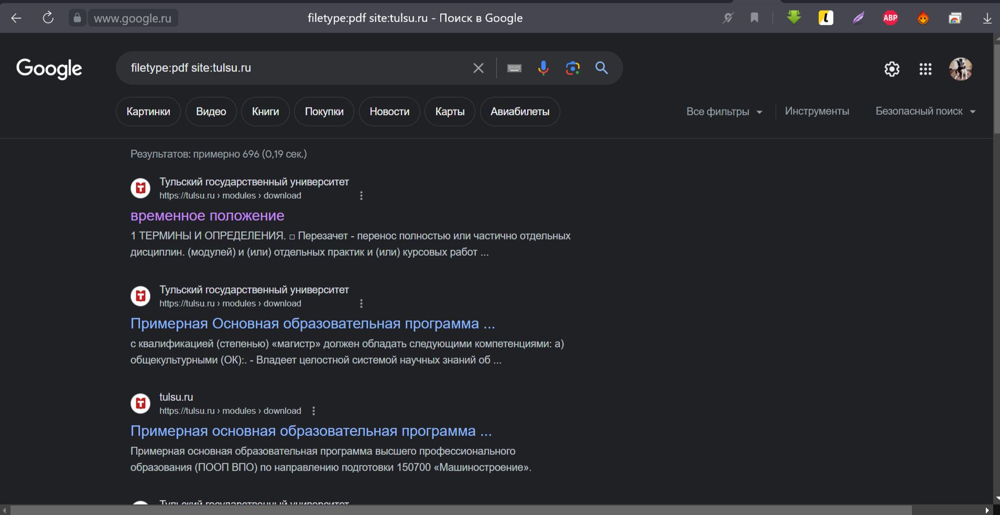 www.google.ru
filetype:pdf site:tulsu.ru - Поиск в Google
ABP
Google
filetype:pdf site:tulsu.ru
Картинки
Видео
Книги
Покупки
Новости
Карты
Авиабилеты
Все фильтры
Инструменты
Безопасный поиск
Результатов: примерно 696 (0,19 сек.)
Тульский государственный университет
https://tulsu.ru › modules › download
временное положение
1 ТЕРМИНЫ И ОПРЕДЕЛЕНИЯ. □ Перезачет - перенос полностью или частично отдельных
дисциплин. (модулей) и (или) отдельных практик и (или) курсовых работ ...
Тульский государственный университет
https://tulsu.ru › modules › download
Примерная Основная образовательная программа ...
с квалификацией (степенью) «магистр» должен обладать следующими компетенциями: а)
общекультурными (ОК):. - Владеет целостной системой научных знаний об ...
tulsu.ru
https://tulsu.ru › modules › download
Примерная основная образовательная программа ...
Примерная основная образовательная программа высшего профессионального
образования (ПООП ВПО) по направлению подготовки 150700 «Машиностроение».
Тульский государственный университет